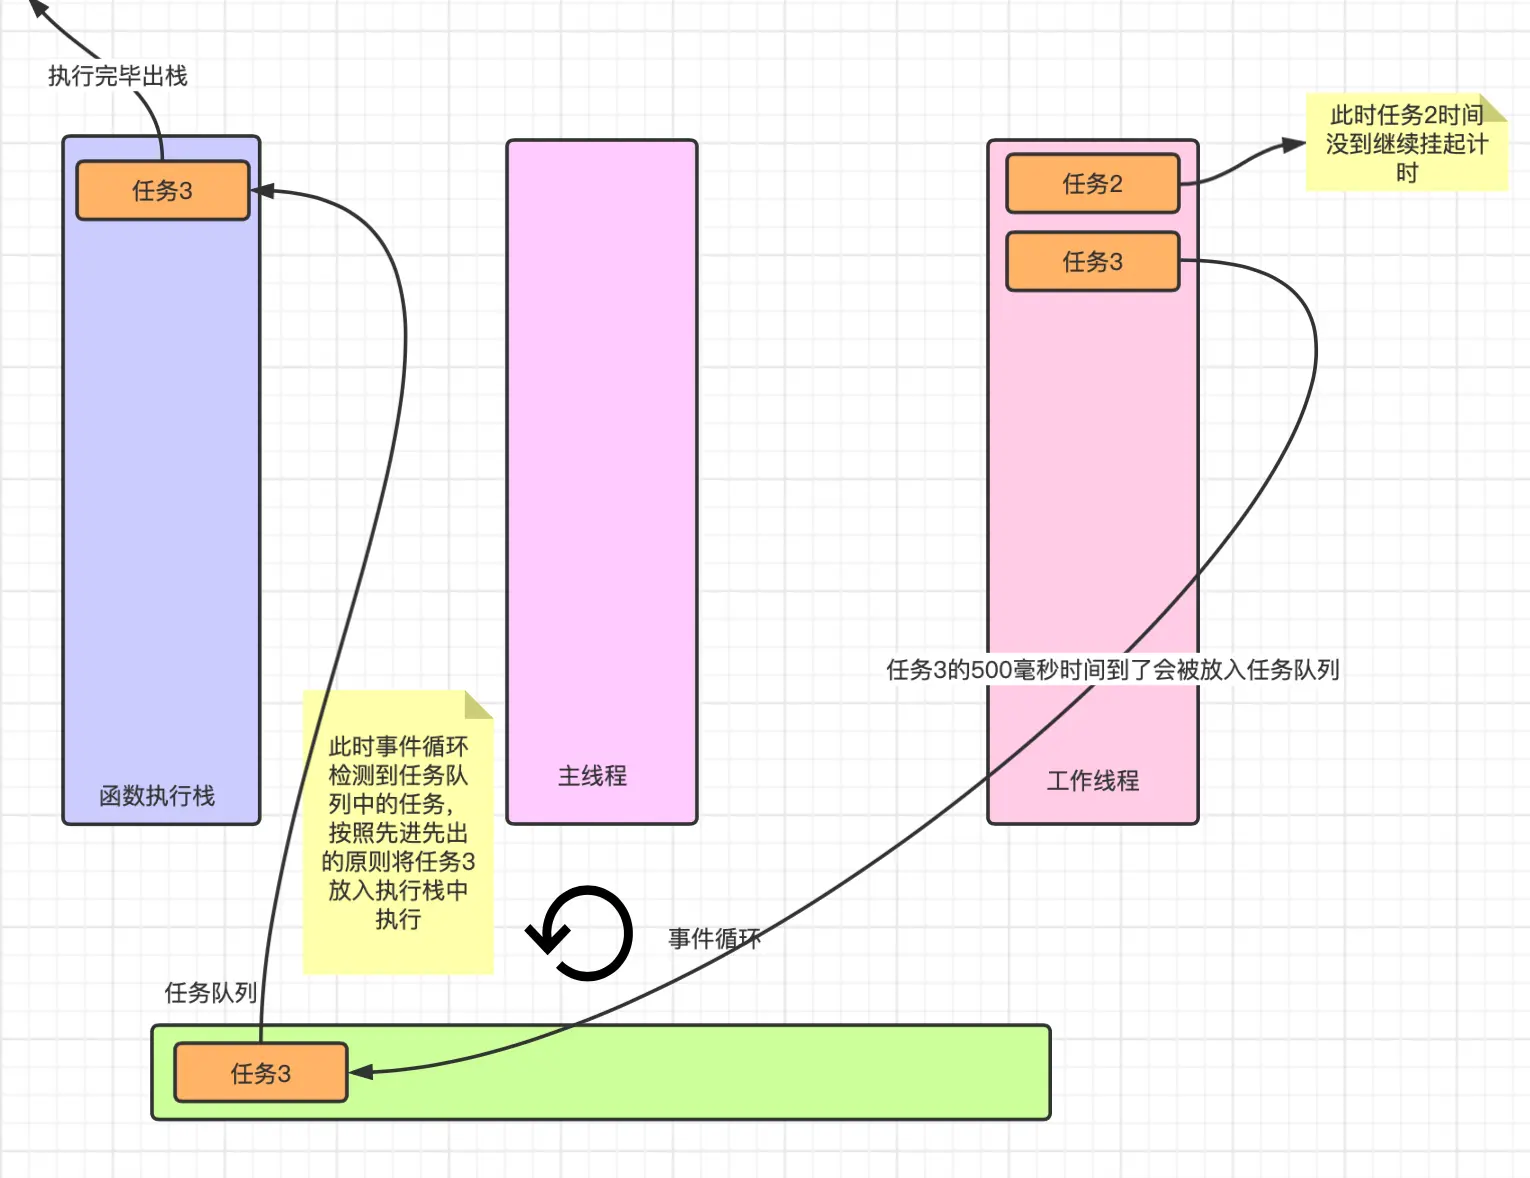 执行完毕出栈
任务3
函数执行栈
主线程
任务2
任务3
工作线程
此时任务2时间
没到继续挂起计
时
任务3的500毫秒时间到了会被放入任务队列
此时事件循环
检测到任务队
列中的任务，
按照先进先出
的原则将任务3
放入执行栈中
执行
事件循环
任务队列
任务3